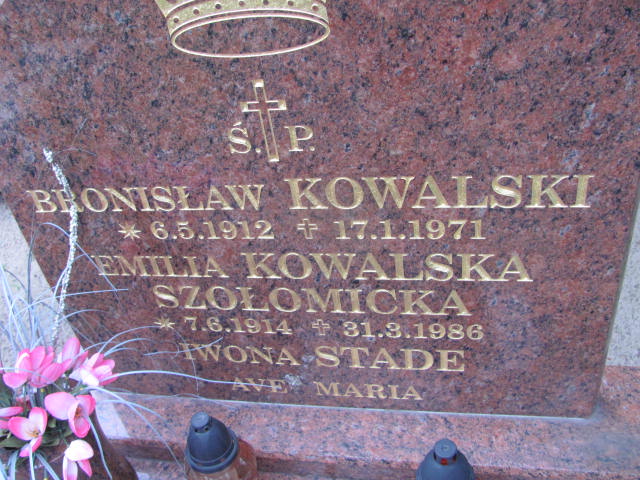 Ś. P.
BRONISŁAW KOWALSKI
* 6.5.1912 † 17.1.1971
EMILIA KOWALSKA
SZOŁOMICKA
* 7.6.1914 † 31.3.1986
IWONA STADE
AVE MARIA